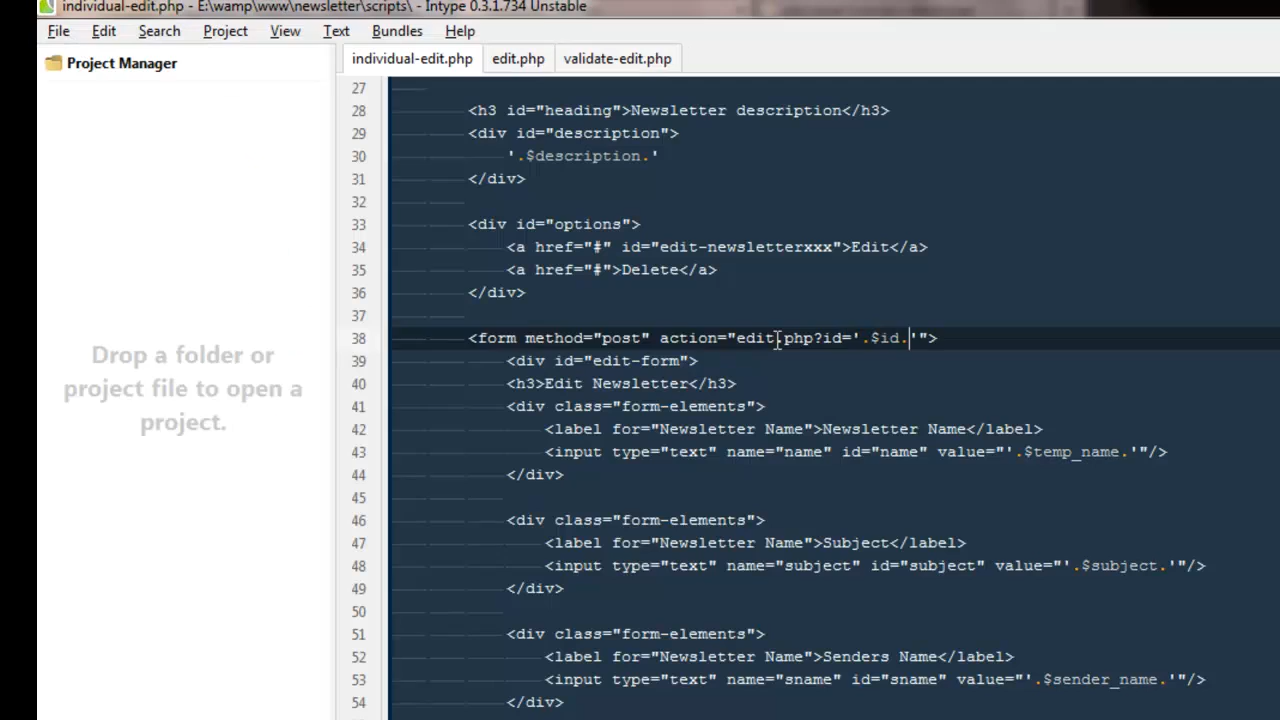 individual-edit.php - E:\wamp\www\newsletter\scripts\ - Intype 0.3.1.734 Unstable
File Edit Search Project View Text Bundles Help
Project Manager
individual-edit.php edit.php validate-edit.php
Drop a folder or
project file to open a
project.
27
28 <h3 id="heading">Newsletter description</h3>
29 <div id="description">
30 '.$description.'
31 </div>
32
33 <div id="options">
34 <a href="#" id="edit-newsletterxxx">Edit</a>
35 <a href="#">Delete</a>
36 </div>
37
38 <form method="post" action="edit.php?id='.$id.'">
39 <div id="edit-form">
40 <h3>Edit Newsletter</h3>
41 <div class="form-elements">
42 <label for="Newsletter Name">Newsletter Name</label>
43 <input type="text" name="name" id="name" value="'.$temp_name.'"/>
44 </div>
45
46 <div class="form-elements">
47 <label for="Newsletter Name">Subject</label>
48 <input type="text" name="subject" id="subject" value="'.$subject.'"/>
49 </div>
50
51 <div class="form-elements">
52 <label for="Newsletter Name">Senders Name</label>
53 <input type="text" name="sname" id="sname" value="'.$sender_name.'"/>
54 </div>